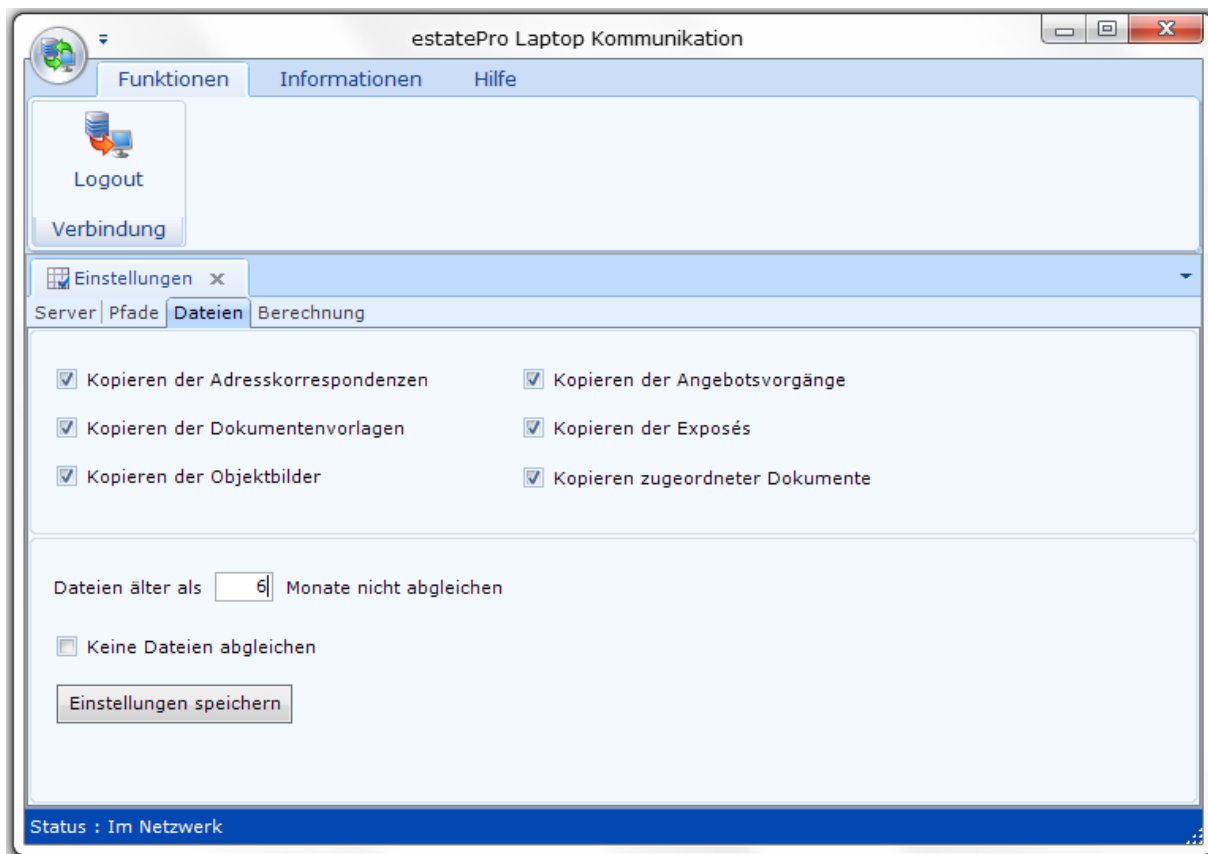 estatePro Laptop Kommunikation
Funktionen Informationen Hilfe
Logout
Verbindung
Einstellungen
Server Pfade Dateien Berechnung
Kopieren der Adresskorrespondenzen Kopieren der Angebotsvorgänge
Kopieren der Dokumentenvorlagen Kopieren der Exposés
Kopieren der Objektbilder Kopieren zugeordneter Dokumente
Dateien älter als 6 Monate nicht abgleichen
Keine Dateien abgleichen
Einstellungen speichern
Status : Im Netzwerk